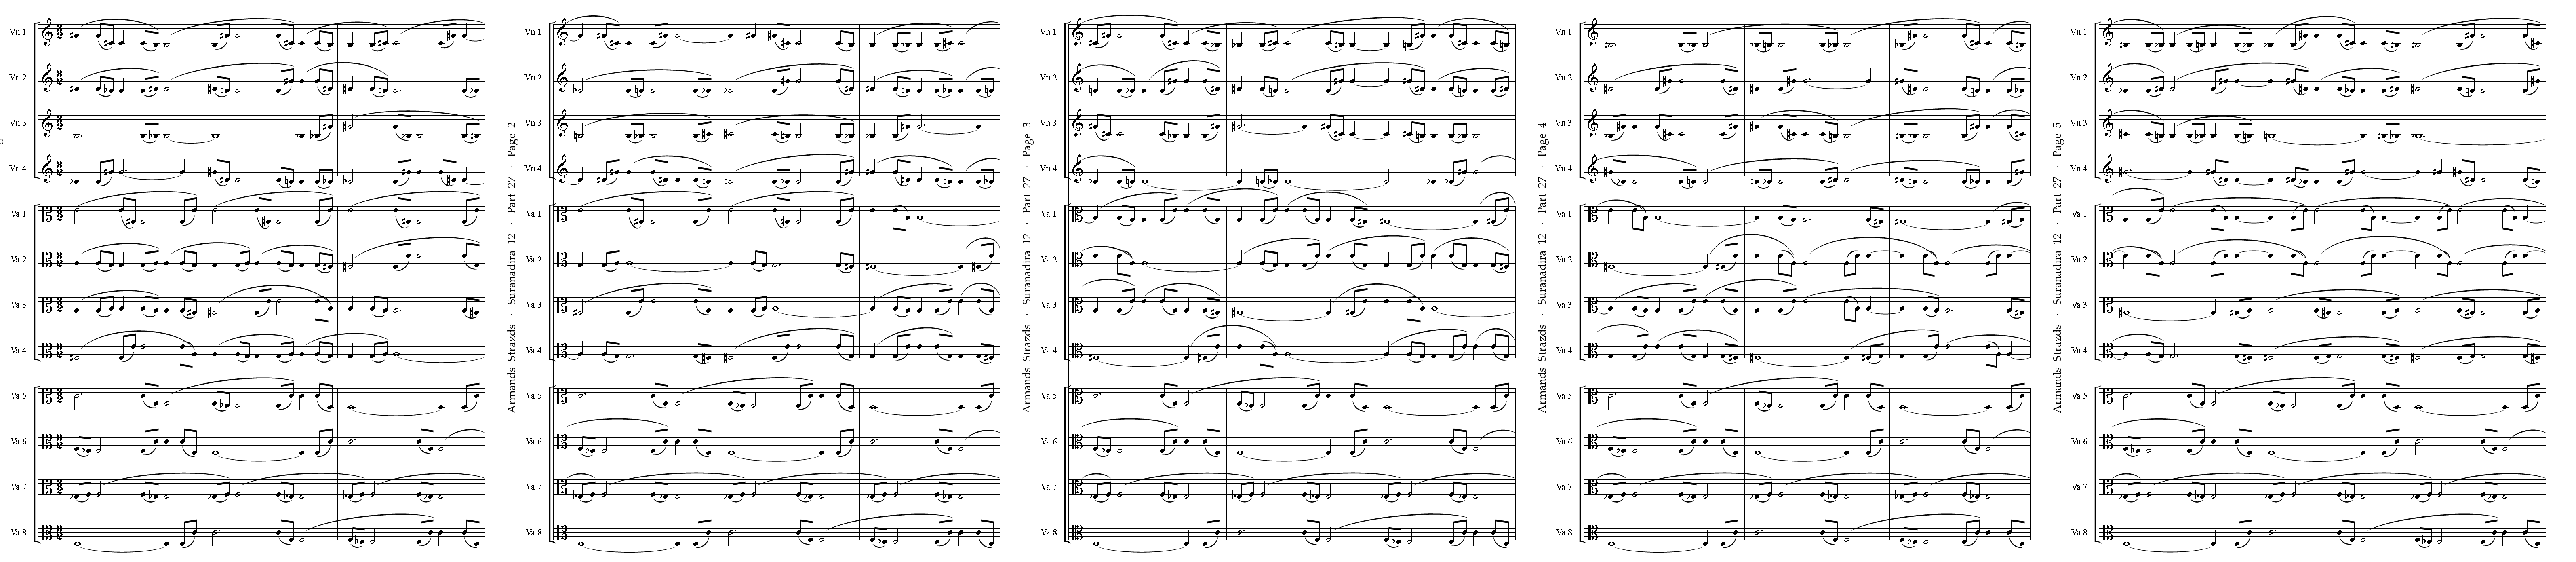 Vn 1
Vn 2
Vn 3
Vn 4
Va 1
Va 2
Va 3
Va 4
Va 5
Va 6
Va 7
Va 8
Armands Strazds · Suranadira 12 · Part 27 · Page 2
Vn 1
Vn 2
Vn 3
Vn 4
Va 1
Va 2
Va 3
Va 4
Va 5
Va 6
Va 7
Va 8
Armands Strazds · Suranadira 12 · Part 27 · Page 3
Vn 1
Vn 2
Vn 3
Vn 4
Va 1
Va 2
Va 3
Va 4
Va 5
Va 6
Va 7
Va 8
Armands Strazds · Suranadira 12 · Part 27 · Page 4
Vn 1
Vn 2
Vn 3
Vn 4
Va 1
Va 2
Va 3
Va 4
Va 5
Va 6
Va 7
Va 8
Armands Strazds · Suranadira 12 · Part 27 · Page 5
Vn 1
Vn 2
Vn 3
Vn 4
Va 1
Va 2
Va 3
Va 4
Va 5
Va 6
Va 7
Va 8